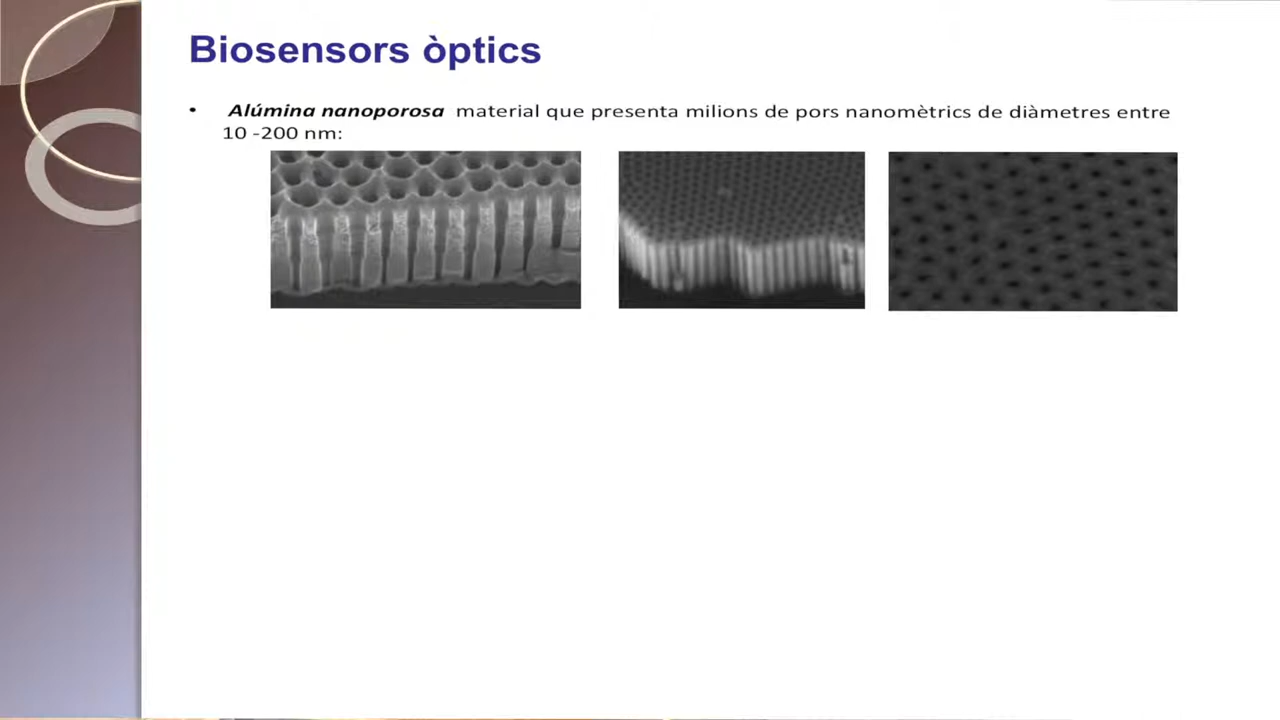 Biosensors òptics
• Alúmina nanoporosa material que presenta milions de pors nanomètrics de diàmetres entre
10 -200 nm: